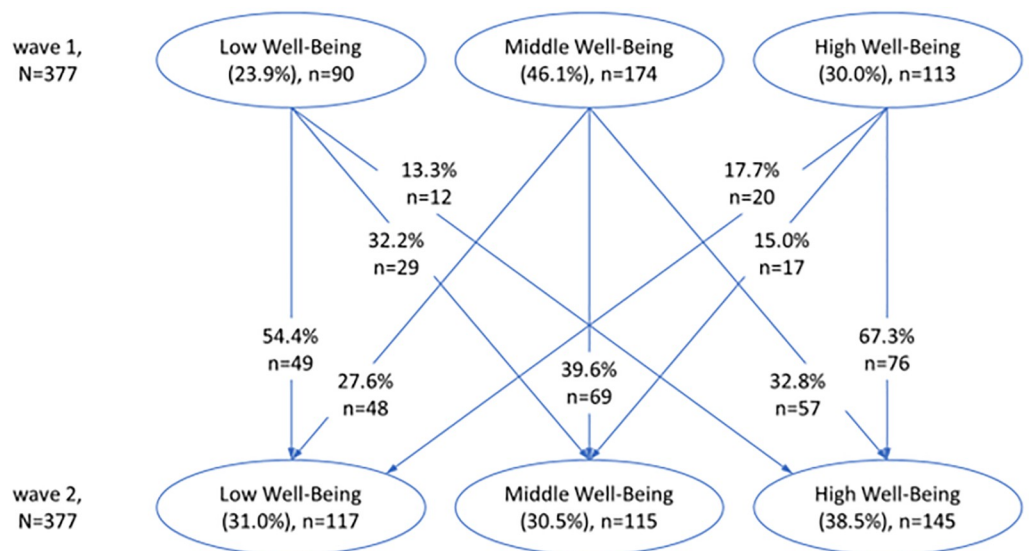 wave 1,
N=377
Low Well-Being
(23.9%), n=90
Middle Well-Being
(46.1%), n=174
High Well-Being
(30.0%), n=113
13.3%
n=12
17.7%
n=20
32.2%
n=29
15.0%
n=17
54.4%
n=49
67.3%
n=76
27.6%
n=48
39.6%
n=69
32.8%
n=57
wave 2,
N=377
Low Well-Being
(31.0%), n=117
Middle Well-Being
(30.5%), n=115
High Well-Being
(38.5%), n=145